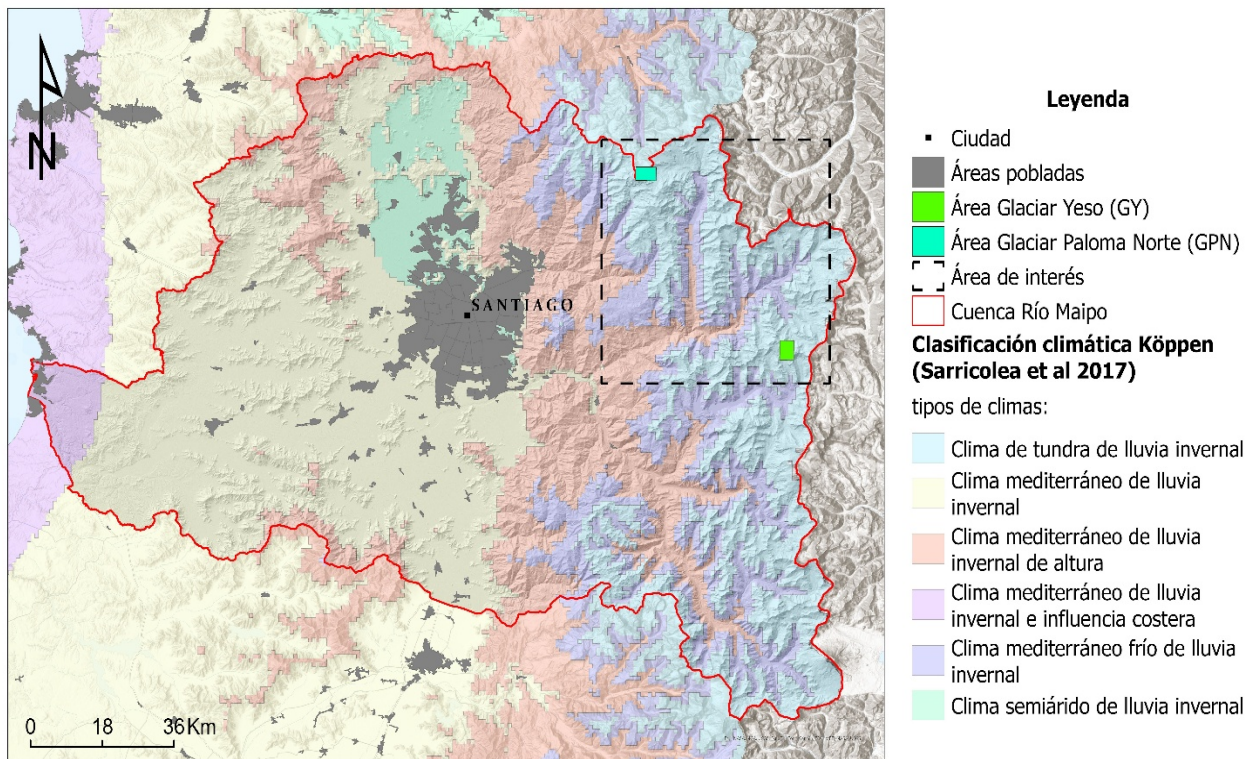 N
SANTIAGO
0 18 36 Km
Leyenda
Ciudad
Áreas pobladas
Área Glaciar Yeso (GY)
Área Glaciar Paloma Norte (GPN)
Área de interés
Cuenca Río Maipo
Clasificación climática Köppen
(Sarricolea et al 2017)
tipos de climas:
Clima de tundra de lluvia invernal
Clima mediterráneo de lluvia
invernal
Clima mediterráneo de lluvia
invernal de altura
Clima mediterráneo de lluvia
invernal e influencia costera
Clima mediterráneo frío de lluvia
invernal
Clima semiárido de lluvia invernal